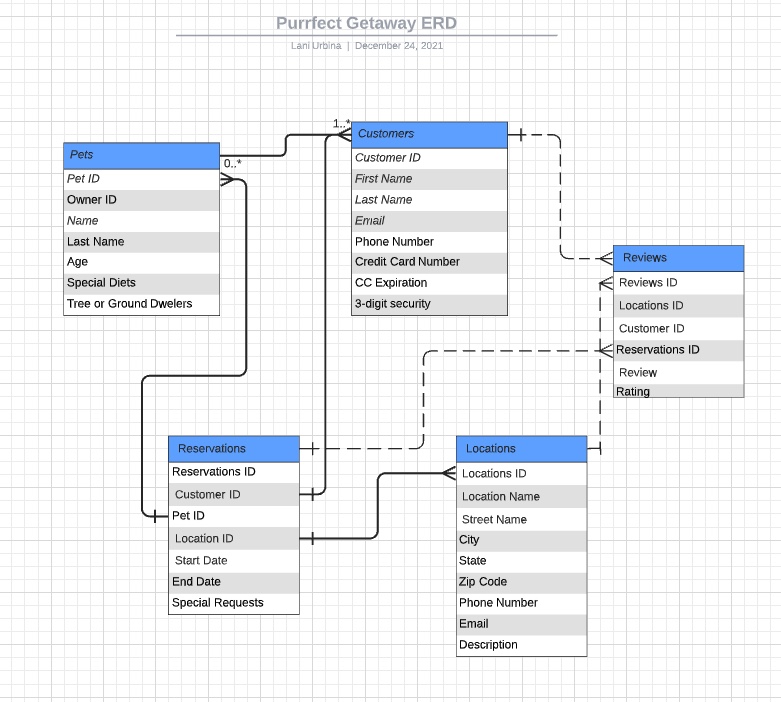 Purrfect Getaway ERD
Lani Urbina | December 24, 2021
Pets
Pet ID
Owner ID
Name
Last Name
Age
Special Diets
Tree or Ground Dwelers
0..*
1..*
Customers
Customer ID
First Name
Last Name
Email
Phone Number
Credit Card Number
CC Expiration
3-digit security
Reviews
Reviews ID
Locations ID
Customer ID
Reservations ID
Review
Rating
Reservations
Reservations ID
Customer ID
Pet ID
Location ID
Start Date
End Date
Special Requests
Locations
Locations ID
Location Name
Street Name
City
State
Zip Code
Phone Number
Email
Description